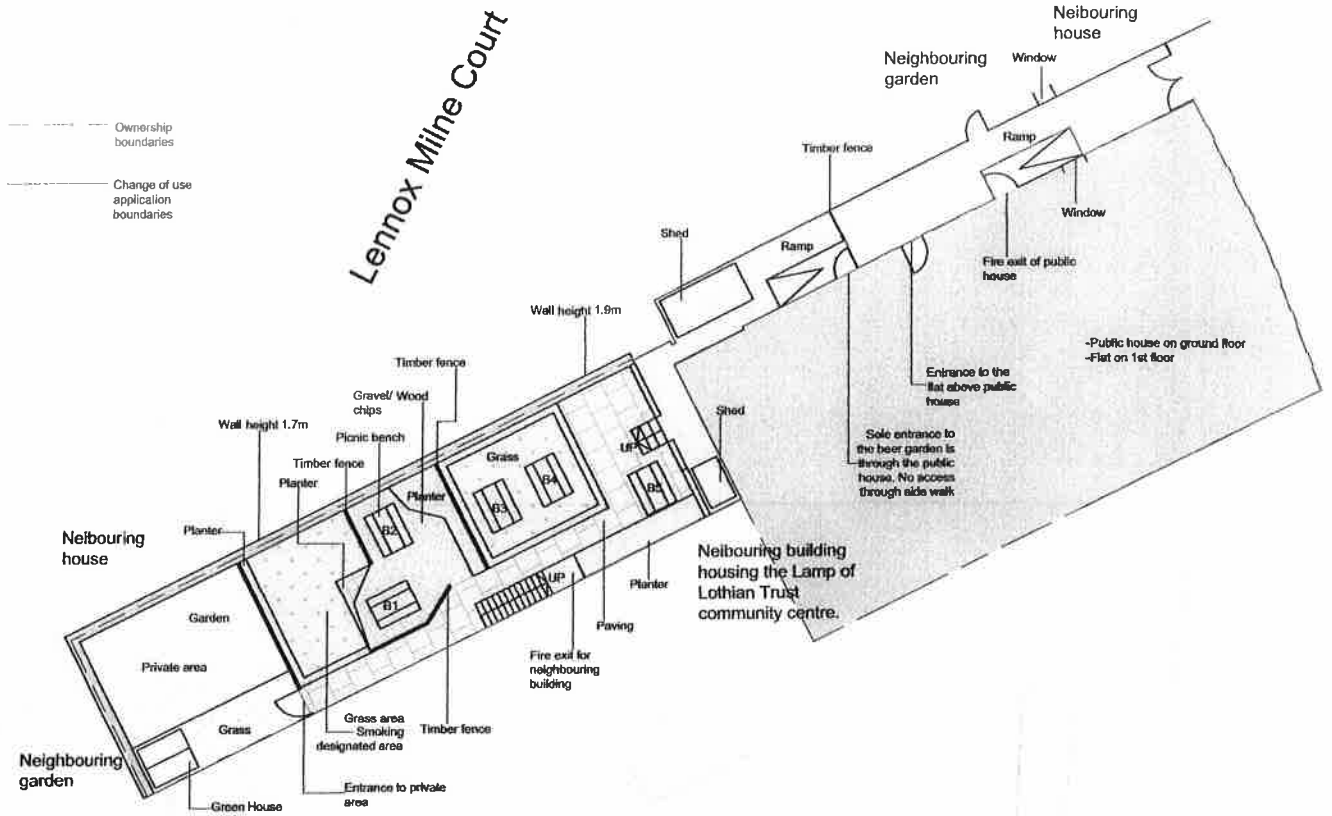 Neibouring
house
Neighbouring
garden
Window
Lennox Milne Court
Ownership
boundaries
Change of use
application
boundaries
Timber fence
Ramp
Window
Shed
Ramp
Fire exit of public
house
Wall height 1.9m
-Public house on ground floor
-Flat on 1st floor
Entrance to the
flat above public
house
Timber fence
Gravel/ Wood
chips
Wall height 1.7m
Picnic bench
Shed
Sole entrance to
the beer garden is
through the public
house. No access
through side walk
Timber fence
Planter
Grass
UP
Planter
B4
B5
B3
B2
Planter
Neibouring
house
Neibouring building
housing the Lamp of
Lothian Trust
community centre.
UP
Planter
B1
Garden
Paving
Private area
Fire exit for
neighbouring
building
Grass area
Smoking
designated area
Timber fence
Grass
Neighbouring
garden
Entrance to private
area
Green House